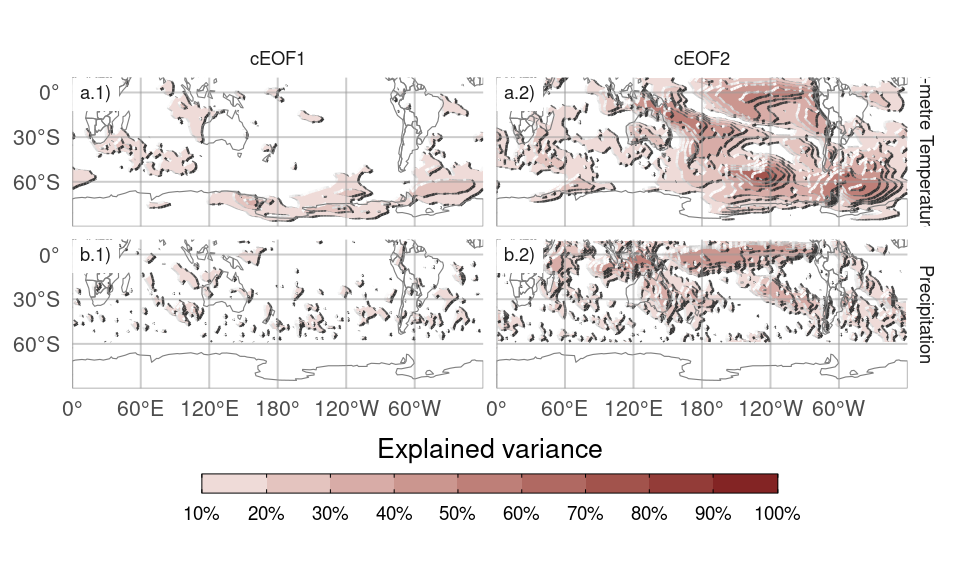 cEOF1 cEOF2
a.1) a.2)
0°
30°S
60°S
-metre Temperatur
b.1) b.2)
0°
30°S
60°S
Precipitation
0° 60°E 120°E 180° 120°W 60°W 0° 60°E 120°E 180° 120°W 60°W
Explained variance
10% 20% 30% 40% 50% 60% 70% 80% 90% 100%